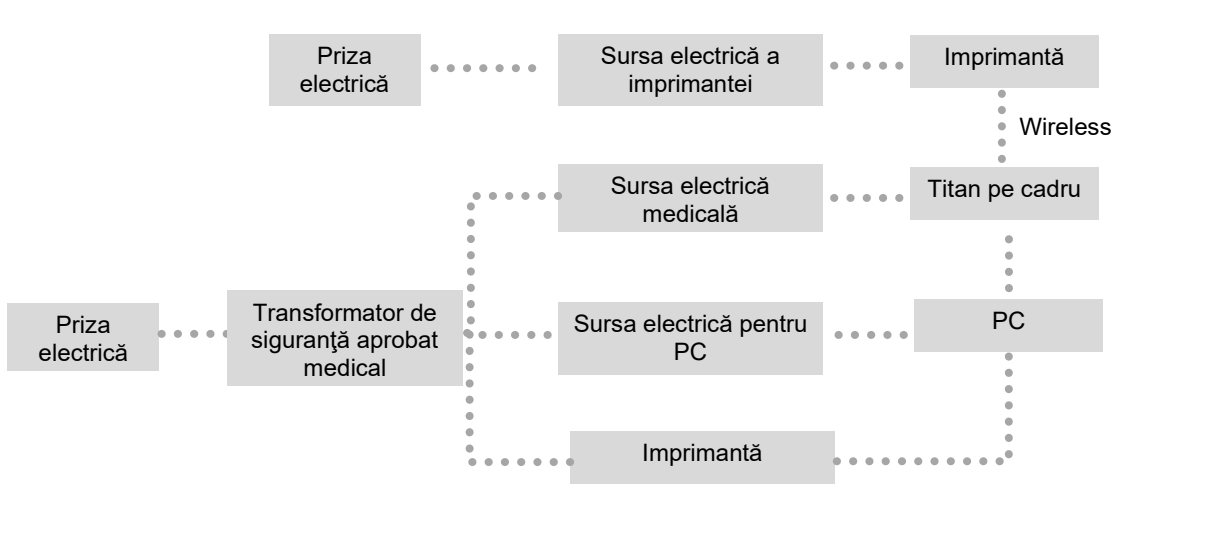 Priza
electrică
Sursa electrică a
imprimantei
Imprimantă
Wireless
Sursa electrică
medicală
Titan pe cadru
Priza
electrică
Transformator de
siguranţă aprobat
medical
Sursa electrică pentru
PC
PC
Imprimantă